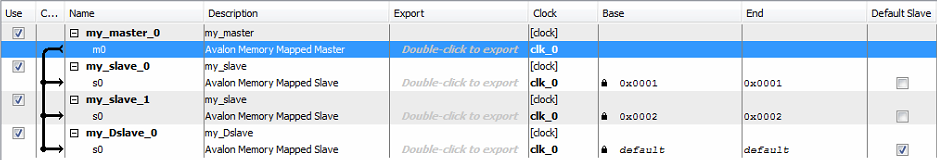 Use C... Name Description Export Clock Base End Default Slave
my_master_0 my_master [clock]
m0 Avalon Memory Mapped Master Double-click to export clk_0
my_slave_0 my_slave [clock]
s0 Avalon Memory Mapped Slave Double-click to export clk_0 0x0001 0x0001
my_slave_1 my_slave [clock]
s0 Avalon Memory Mapped Slave Double-click to export clk_0 0x0002 0x0002
my_Dslave_0 my_Dslave [clock]
s0 Avalon Memory Mapped Slave Double-click to export clk_0 default default